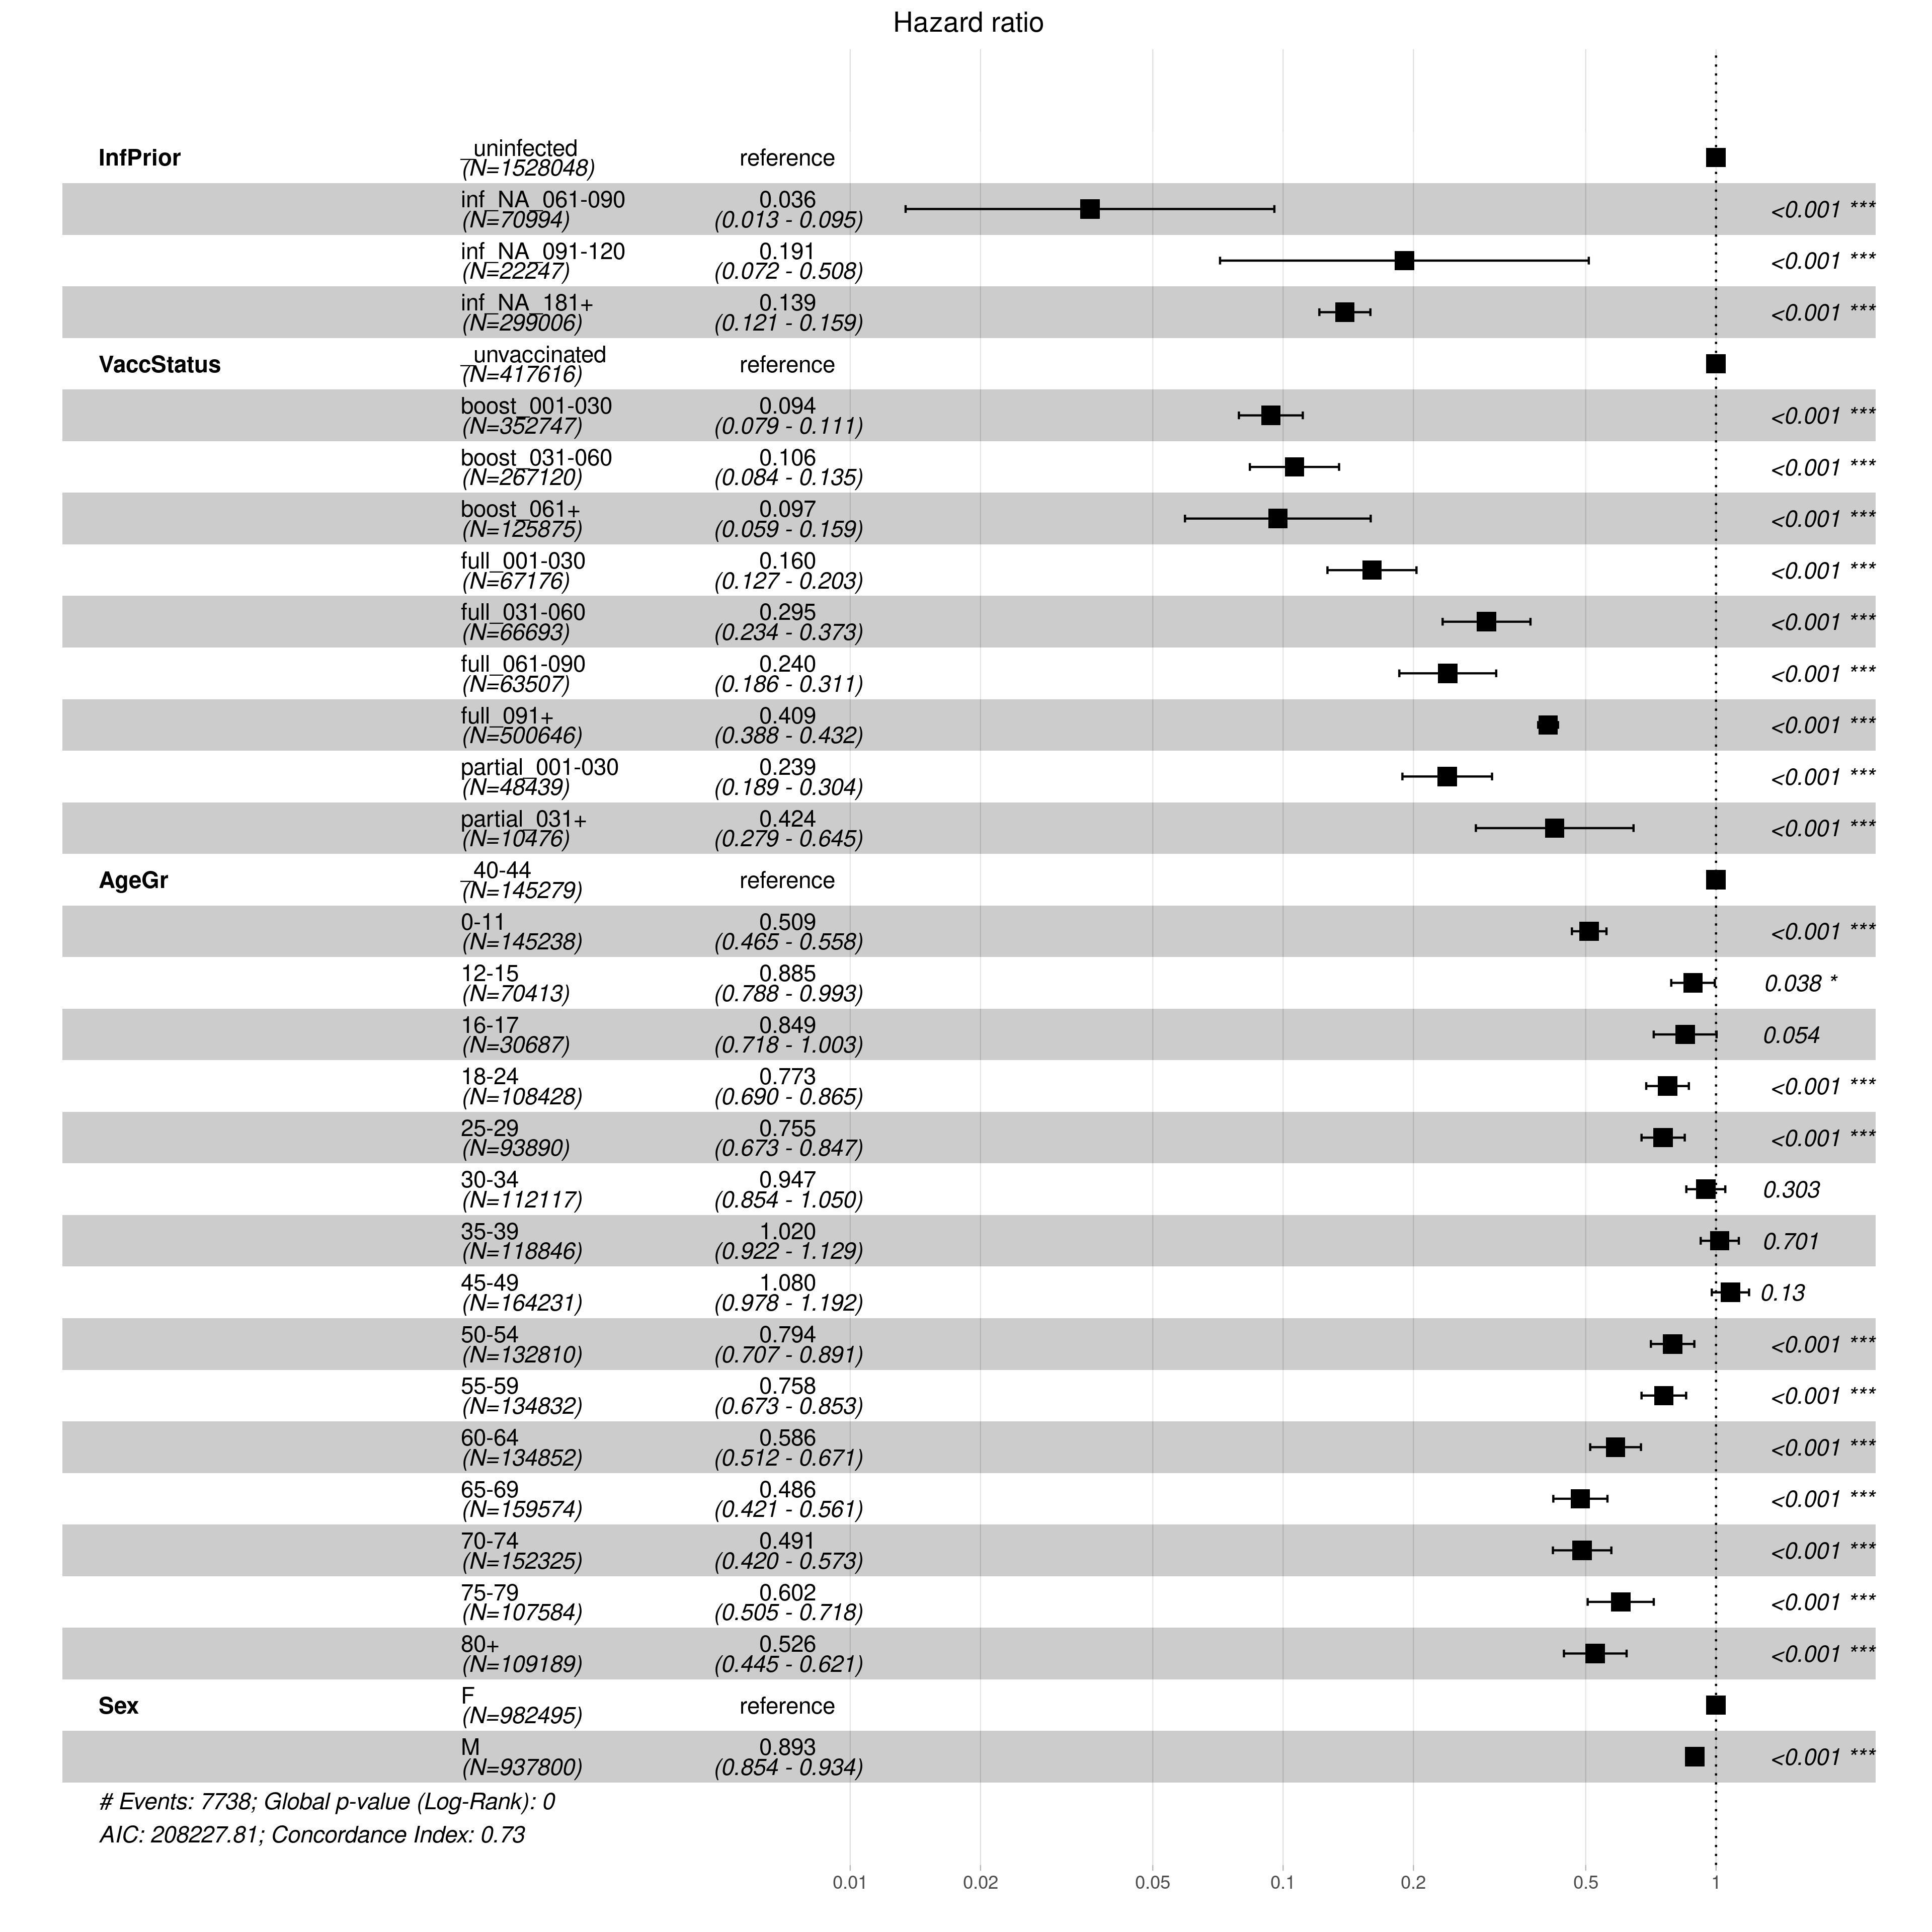 Hazard ratio
InfPrior _uninfected reference
(N=1528048)
inf_NA_061-090 0.036 <0.001 ***
(N=70994) (0.013 - 0.095)
inf_NA_091-120 0.191 <0.001 ***
(N=22247) (0.072 - 0.508)
inf_NA_181+ 0.139 <0.001 ***
(N=299006) (0.121 - 0.159)
VaccStatus _unvaccinated reference
(N=417616)
boost_001-030 0.094 <0.001 ***
(N=352747) (0.079 - 0.111)
boost_031-060 0.106 <0.001 ***
(N=267120) (0.084 - 0.135)
boost_061+ 0.097 <0.001 ***
(N=125875) (0.059 - 0.159)
full_001-030 0.160 <0.001 ***
(N=67176) (0.127 - 0.203)
full_031-060 0.295 <0.001 ***
(N=66693) (0.234 - 0.373)
full_061-090 0.240 <0.001 ***
(N=63507) (0.186 - 0.311)
full_091+ 0.409 <0.001 ***
(N=500646) (0.388 - 0.432)
partial_001-030 0.239 <0.001 ***
(N=48439) (0.189 - 0.304)
partial_031+ 0.424 <0.001 ***
(N=10476) (0.279 - 0.645)
AgeGr _40-44 reference
(N=145279)
0-11 0.509 <0.001 ***
(N=145238) (0.465 - 0.558)
12-15 0.885 0.038 *
(N=70413) (0.788 - 0.993)
16-17 0.849 0.054
(N=30687) (0.718 - 1.003)
18-24 0.773 <0.001 ***
(N=108428) (0.690 - 0.865)
25-29 0.755 <0.001 ***
(N=93890) (0.673 - 0.847)
30-34 0.947 0.303
(N=112117) (0.854 - 1.050)
35-39 1.020 0.701
(N=118846) (0.922 - 1.129)
45-49 1.080 0.13
(N=164231) (0.978 - 1.192)
50-54 0.794 <0.001 ***
(N=132810) (0.707 - 0.891)
55-59 0.758 <0.001 ***
(N=134832) (0.673 - 0.853)
60-64 0.586 <0.001 ***
(N=134852) (0.512 - 0.671)
65-69 0.486 <0.001 ***
(N=159574) (0.421 - 0.561)
70-74 0.491 <0.001 ***
(N=152325) (0.420 - 0.573)
75-79 0.602 <0.001 ***
(N=107584) (0.505 - 0.718)
80+ 0.526 <0.001 ***
(N=109189) (0.445 - 0.621)
Sex F reference
(N=982495)
M 0.893 <0.001 ***
(N=937800) (0.854 - 0.934)
# Events: 7738; Global p-value (Log-Rank): 0
AIC: 208227.81; Concordance Index: 0.73
0.01 0.02 0.05 0.1 0.2 0.5 1